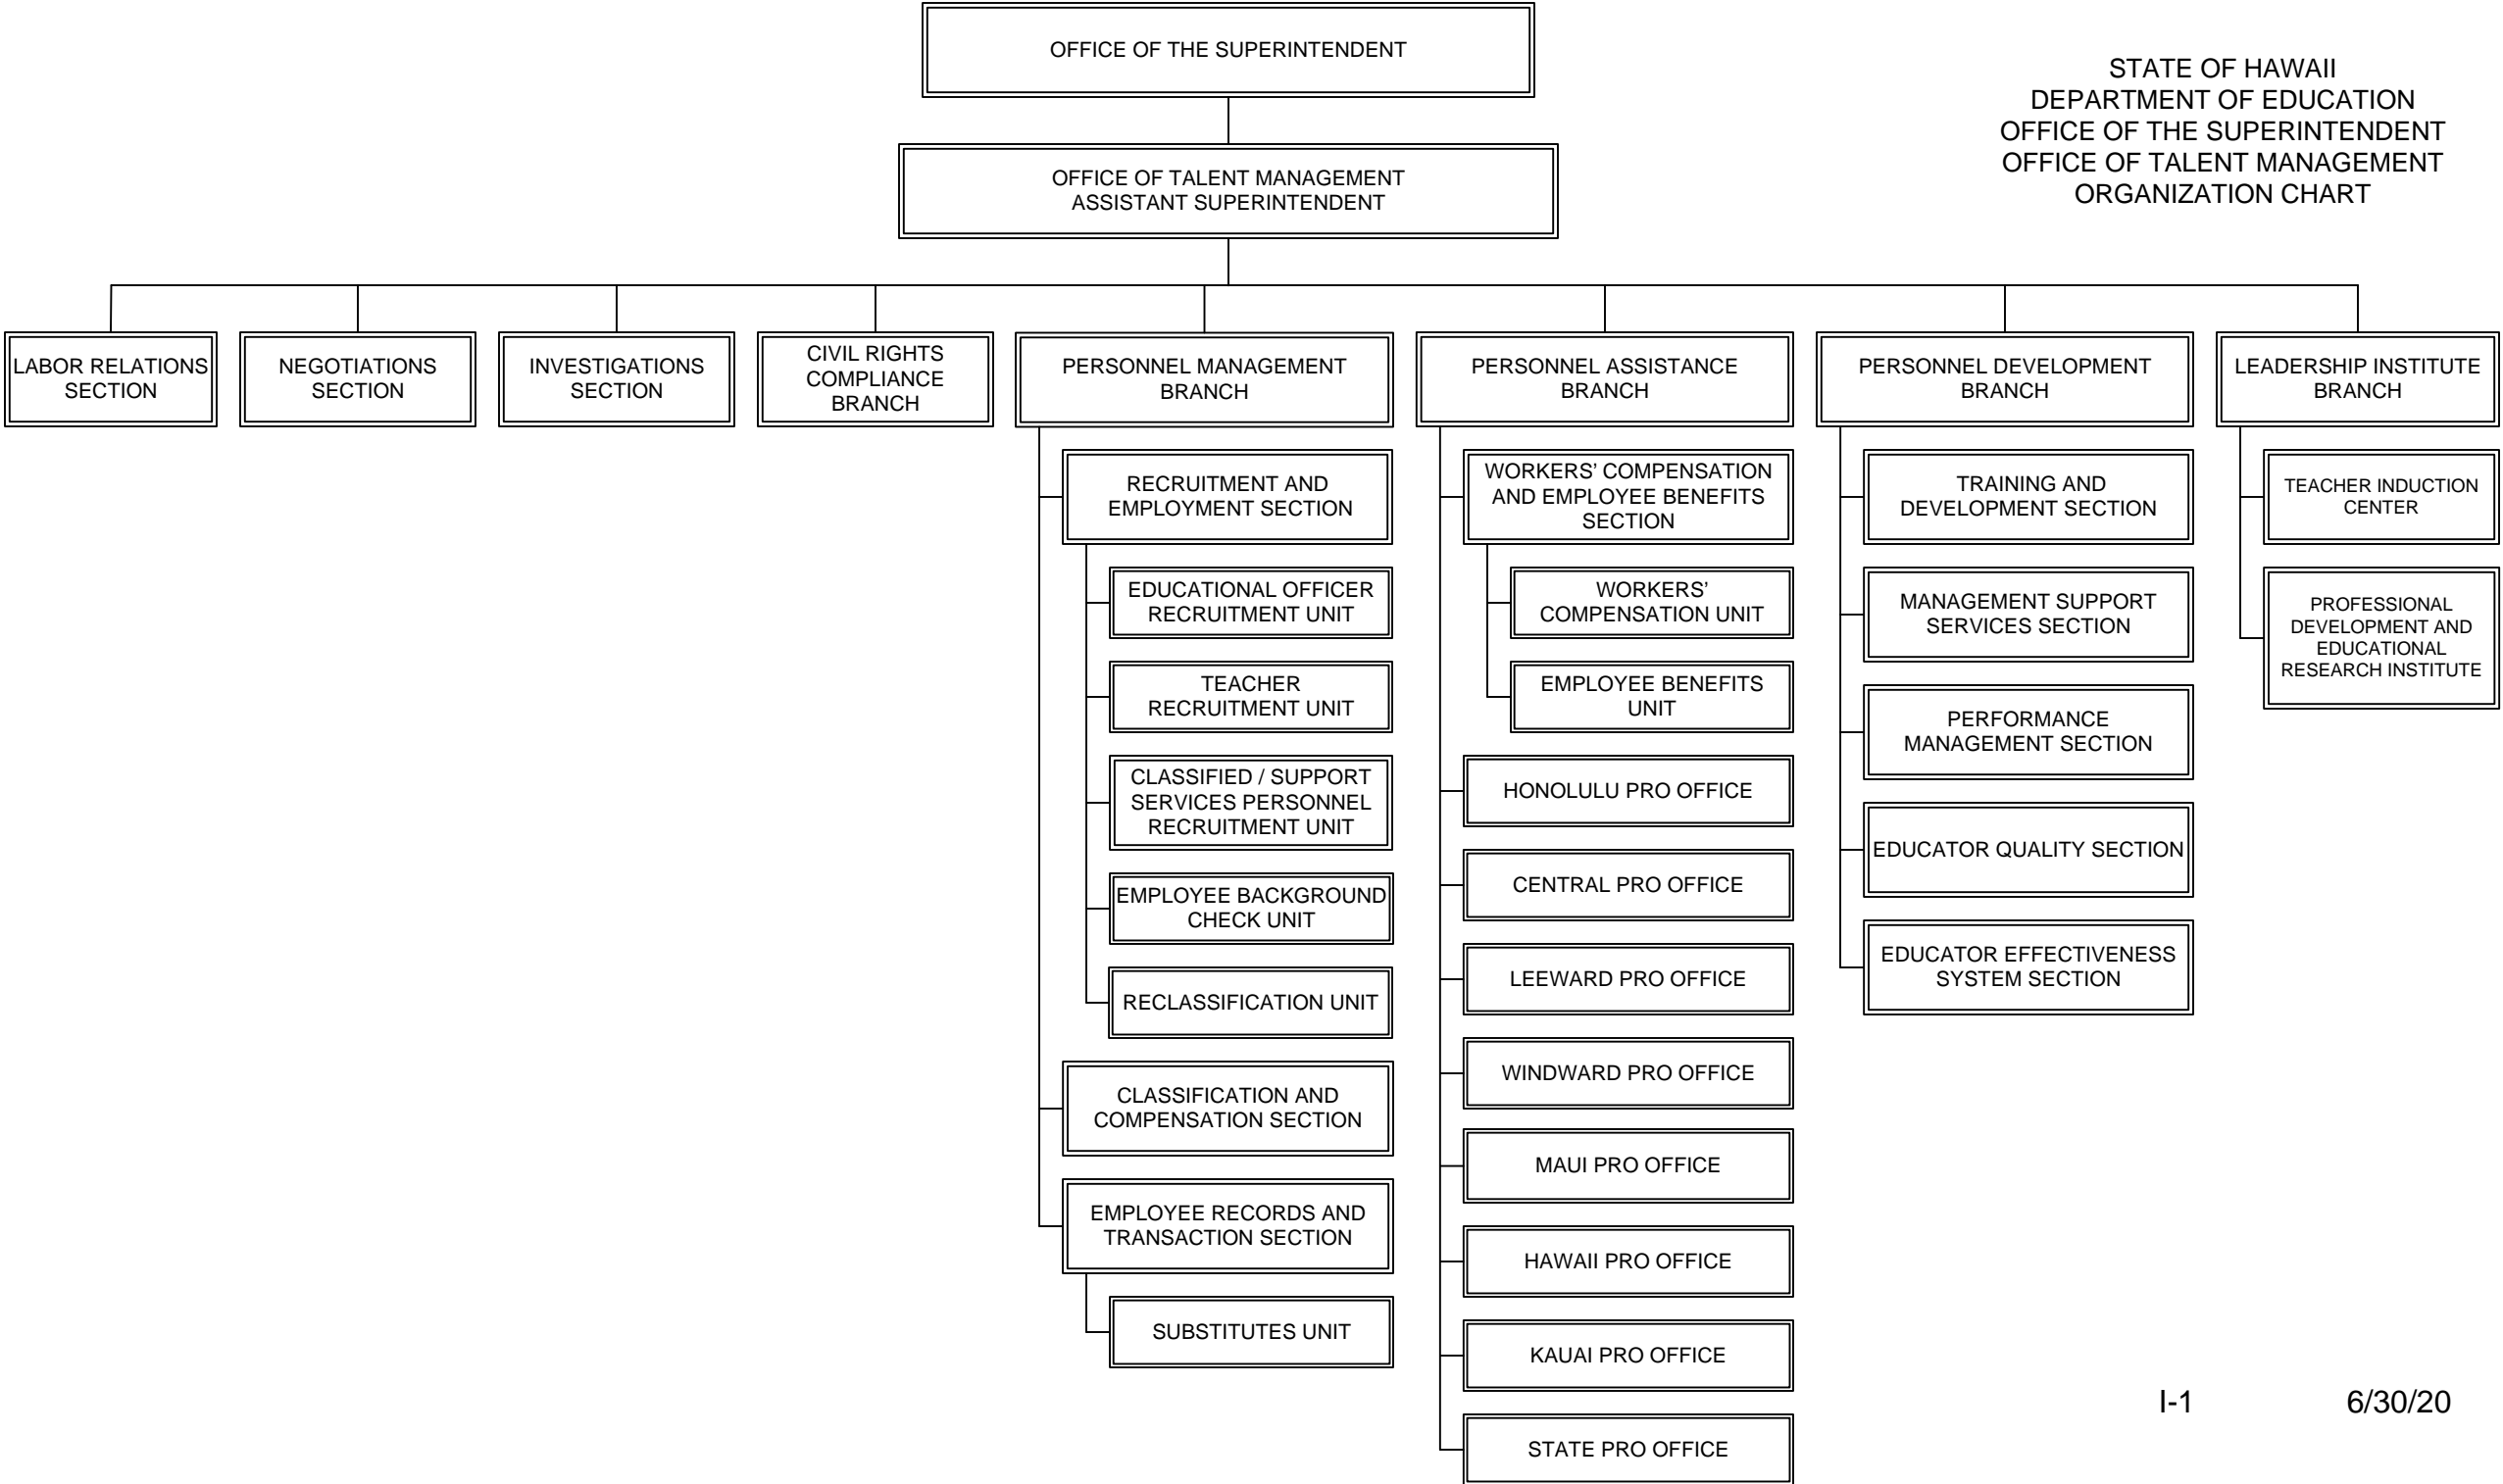 OFFICE OF THE SUPERINTENDENT
STATE OF HAWAII
DEPARTMENT OF EDUCATION
OFFICE OF THE SUPERINTENDENT
OFFICE OF TALENT MANAGEMENT
ORGANIZATION CHART
OFFICE OF TALENT MANAGEMENT
ASSISTANT SUPERINTENDENT
LABOR RELATIONS
SECTION
NEGOTIATIONS
SECTION
INVESTIGATIONS
SECTION
CIVIL RIGHTS
COMPLIANCE
BRANCH
PERSONNEL MANAGEMENT
BRANCH
RECRUITMENT AND
EMPLOYMENT SECTION
EDUCATIONAL OFFICER
RECRUITMENT UNIT
TEACHER
RECRUITMENT UNIT
CLASSIFIED / SUPPORT
SERVICES PERSONNEL
RECRUITMENT UNIT
EMPLOYEE BACKGROUND
CHECK UNIT
RECLASSIFICATION UNIT
CLASSIFICATION AND
COMPENSATION SECTION
EMPLOYEE RECORDS AND
TRANSACTION SECTION
SUBSTITUTES UNIT
PERSONNEL ASSISTANCE
BRANCH
WORKERS’ COMPENSATION
AND EMPLOYEE BENEFITS
SECTION
WORKERS’
COMPENSATION UNIT
EMPLOYEE BENEFITS
UNIT
HONOLULU PRO OFFICE
CENTRAL PRO OFFICE
LEEWARD PRO OFFICE
WINDWARD PRO OFFICE
MAUI PRO OFFICE
HAWAII PRO OFFICE
KAUAI PRO OFFICE
STATE PRO OFFICE
PERSONNEL DEVELOPMENT
BRANCH
TRAINING AND
DEVELOPMENT SECTION
MANAGEMENT SUPPORT
SERVICES SECTION
PERFORMANCE
MANAGEMENT SECTION
EDUCATOR QUALITY SECTION
EDUCATOR EFFECTIVENESS
SYSTEM SECTION
LEADERSHIP INSTITUTE
BRANCH
TEACHER INDUCTION
CENTER
PROFESSIONAL
DEVELOPMENT AND
EDUCATIONAL
RESEARCH INSTITUTE
I-1 6/30/20